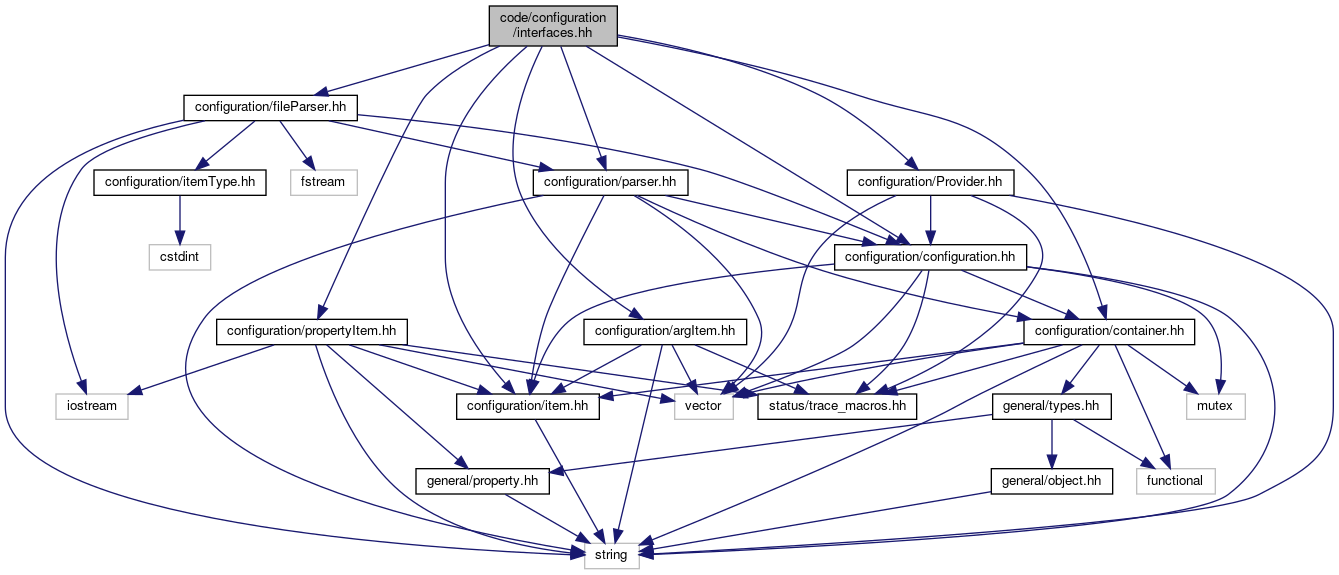 code/configuration
/interfaces.hh
configuration/fileParser.hh
configuration/itemType.hh
fstream
configuration/parser.hh
configuration/Provider.hh
cstdint
configuration/configuration.hh
configuration/propertyItem.hh
configuration/argItem.hh
configuration/container.hh
iostream
configuration/item.hh
vector
status/trace_macros.hh
general/types.hh
mutex
general/property.hh
general/object.hh
functional
string